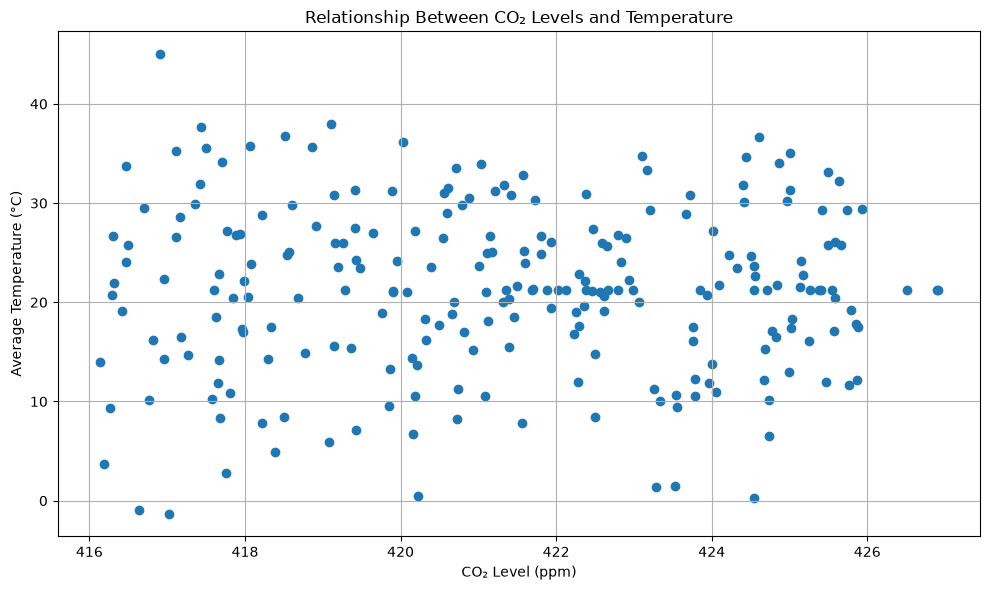 Relationship Between CO₂ Levels and Temperature
Average Temperature (°C)
40
30
20
10
0
416 418 420 422 424 426
CO₂ Level (ppm)